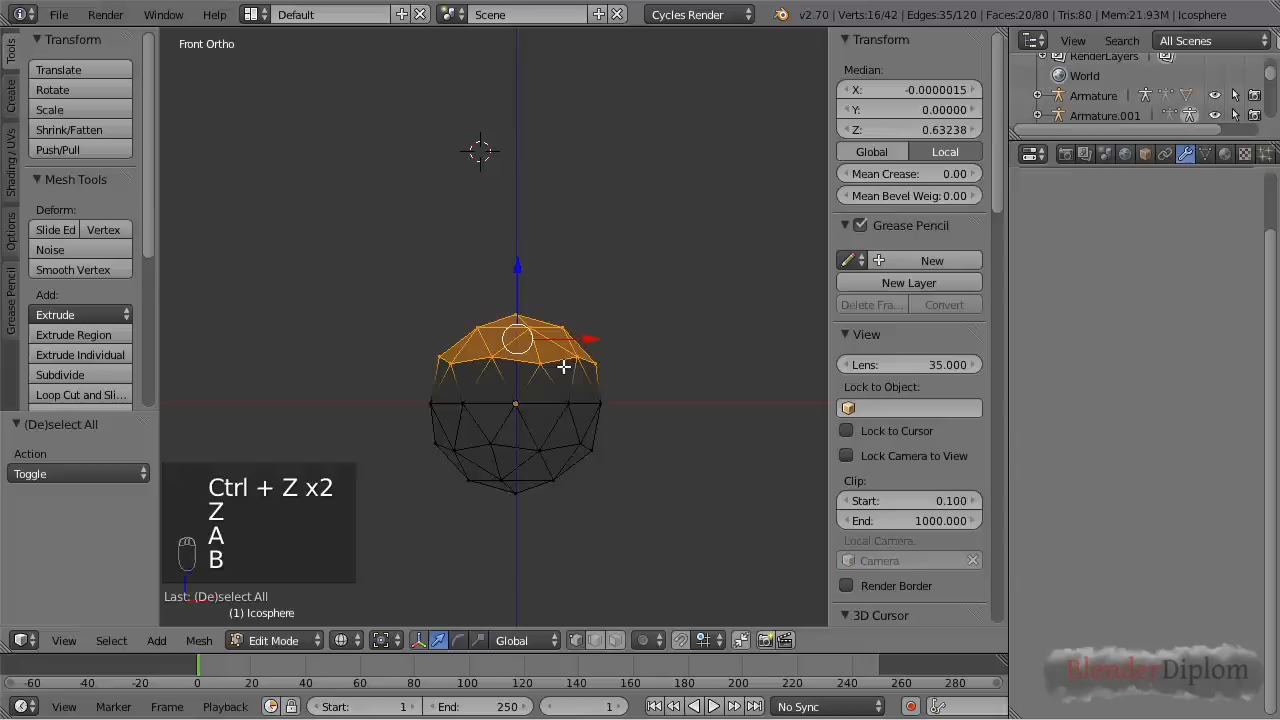 File Render Window Help Default Scene Cycles Render v2.70 | Verts:16/42 | Edges:35/120 | Faces:20/80 | Tris:80 | Mem:21.93M | Icosphere
Tools
Create
Shading / UVs
Options
Grease Pencil
Transform
Translate
Rotate
Scale
Shrink/Fatten
Push/Pull
Mesh Tools
Deform:
Slide Ed Vertex
Noise
Smooth Vertex
Add:
Extrude
Extrude Region
Extrude Individual
Subdivide
Loop Cut and Sli...
(De)select All
Action
Toggle
Front Ortho
Ctrl + Z x2
Z
A
B
Last: (De)select All
(1) Icosphere
Transform
Median:
X: -0.0000015
Y: 0.00000
Z: 0.63238
Global Local
Mean Crease: 0.00
Mean Bevel Weig: 0.00
Grease Pencil
New
New Layer
Delete Fra... Convert
View
Lens: 35.000
Lock to Object:
Lock to Cursor
Lock Camera to View
Clip:
Start: 0.100
End: 1000.000
Local Camera:
Camera
Render Border
3D Cursor
View Search All Scenes
RenderLayers
World
Armature
Armature.001
View Select Add Mesh Edit Mode Global
-60 -40 -20 0 20 40 60 80 100 120 140 160 180 200 220 240 260 280
View Marker Frame Playback Start: 1 End: 250 1 No Sync
BlenderDiplom